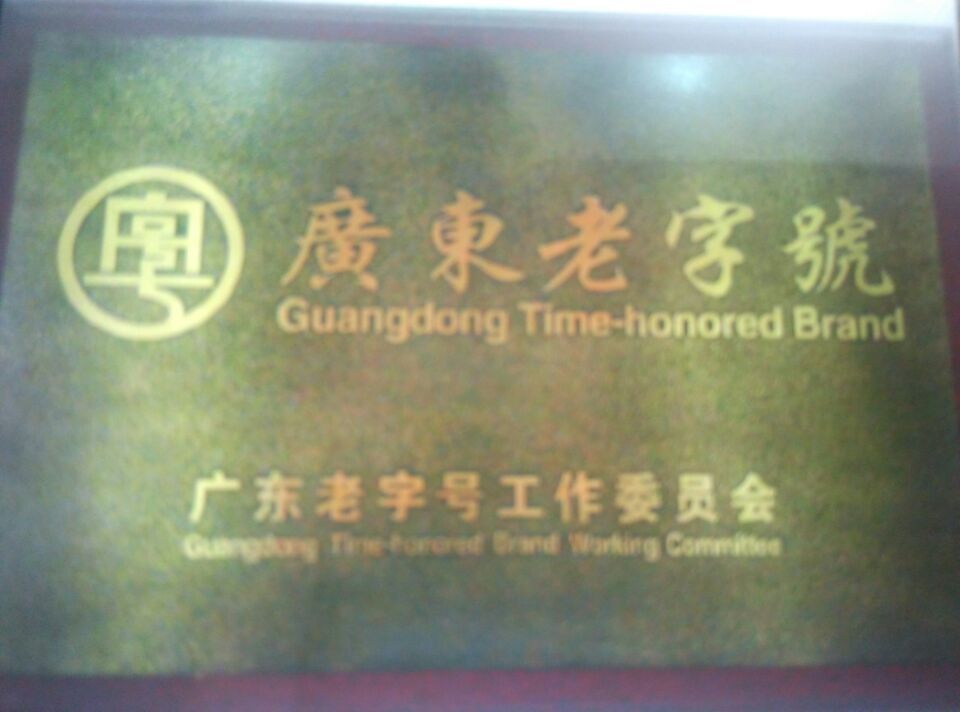 廣東老字號
Guangdong Time-honored Brand
广东老字号工作委员会
Guangdong Time-honored Brand Working Committee